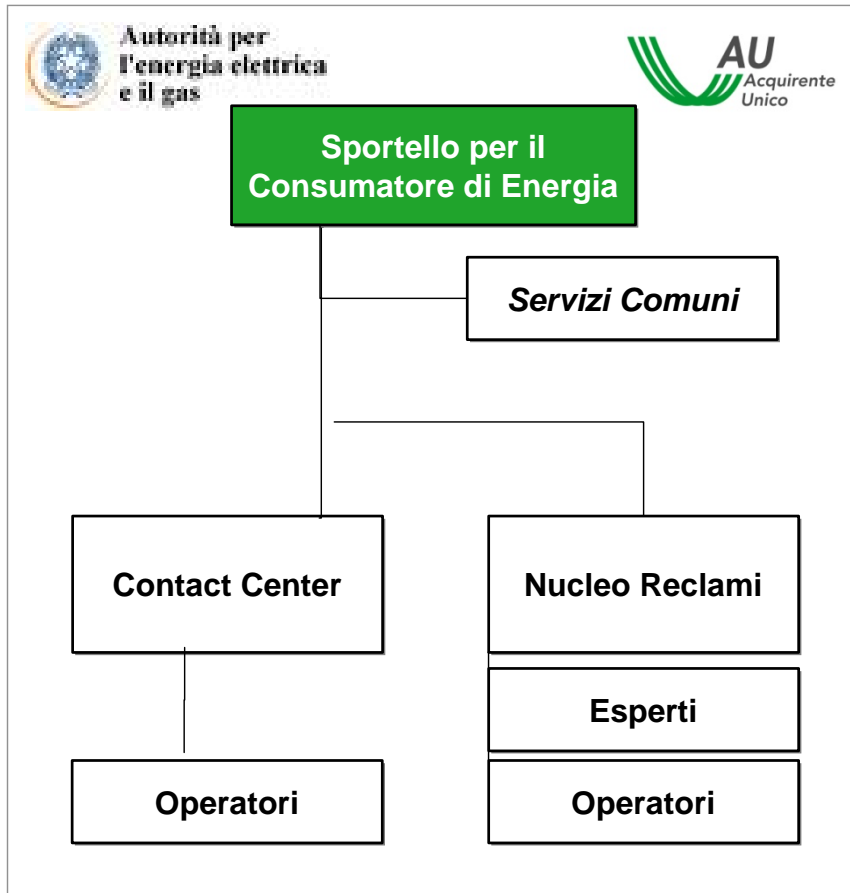 Autorità per
l'energia elettrica
e il gas
AU
Acquirente
Unico
Sportello per il
Consumatore di Energia
Servizi Comuni
Contact Center
Nucleo Reclami
Esperti
Operatori
Operatori